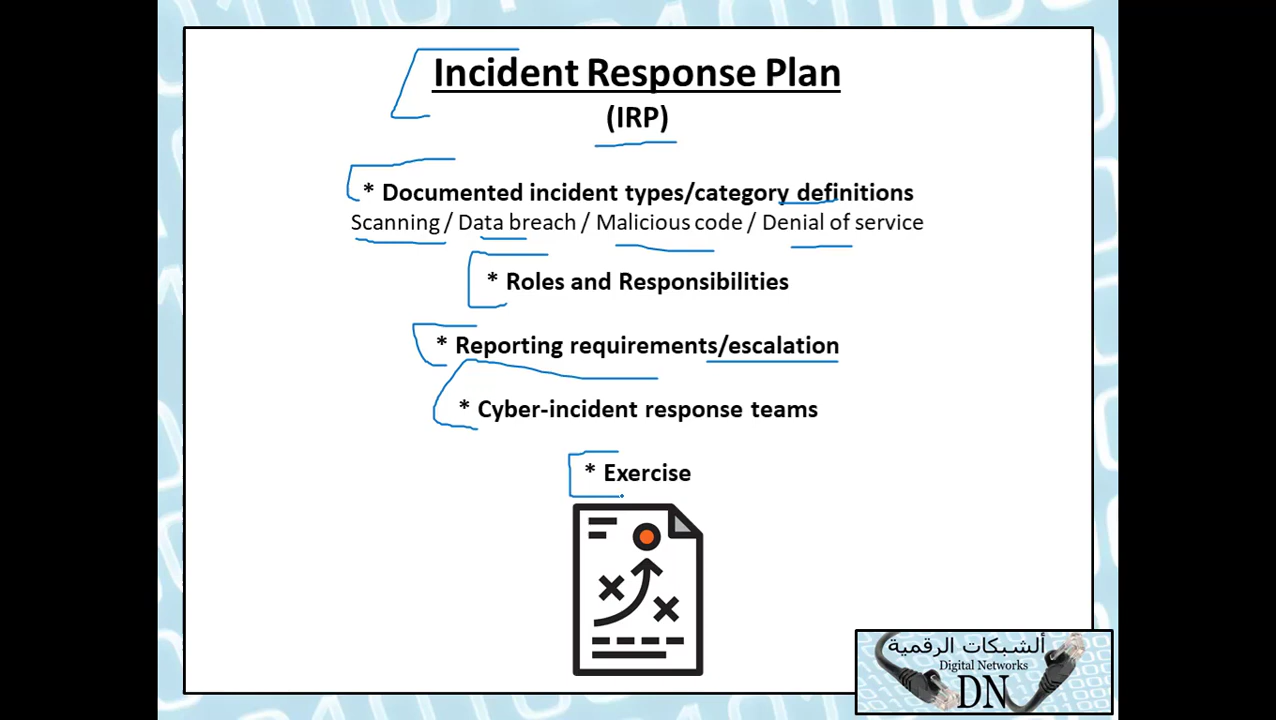 Incident Response Plan
(IRP)
* Documented incident types/category definitions
Scanning / Data breach / Malicious code / Denial of service
* Roles and Responsibilities
* Reporting requirements/escalation
* Cyber-incident response teams
* Exercise
ألشبكات الرقمية
Digital Networks
DN